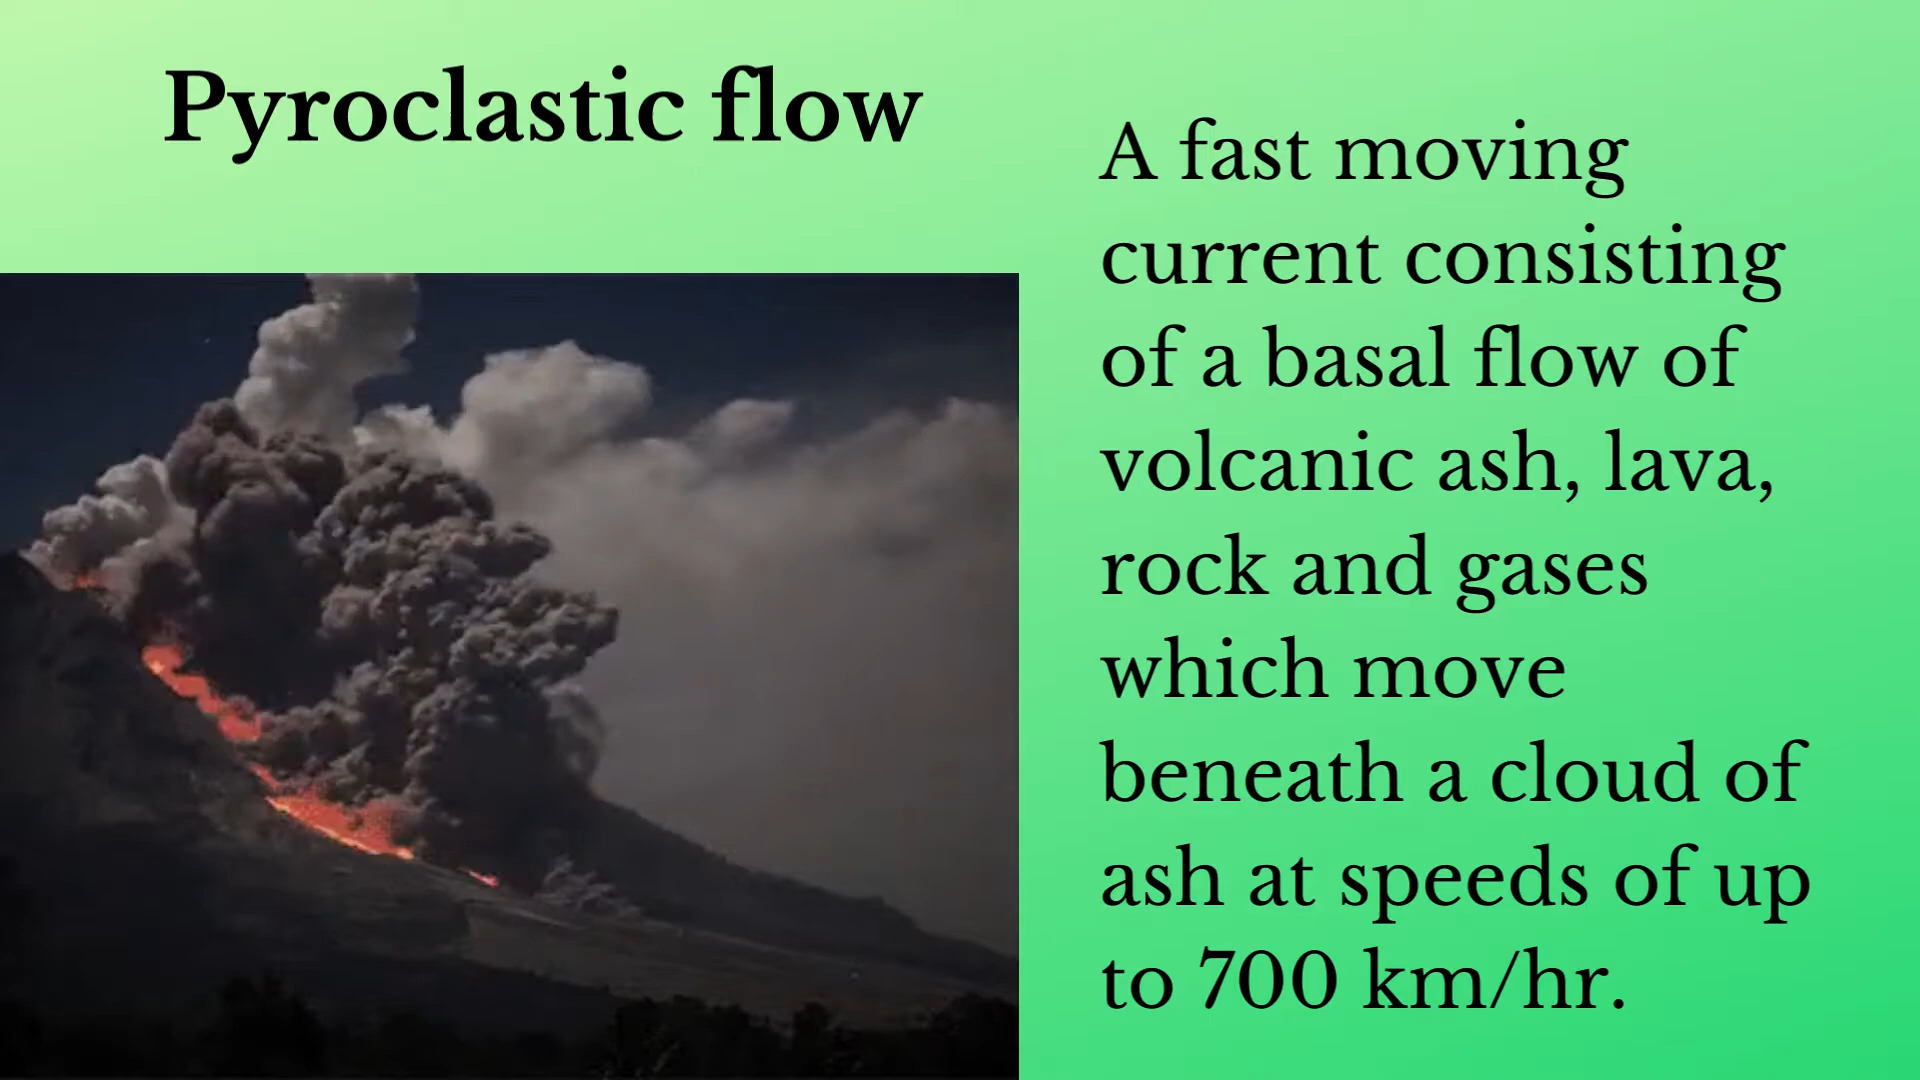 Pyroclastic flow
A fast moving
current consisting
of a basal flow of
volcanic ash, lava,
rock and gases
which move
beneath a cloud of
ash at speeds of up
to 700 km/hr.